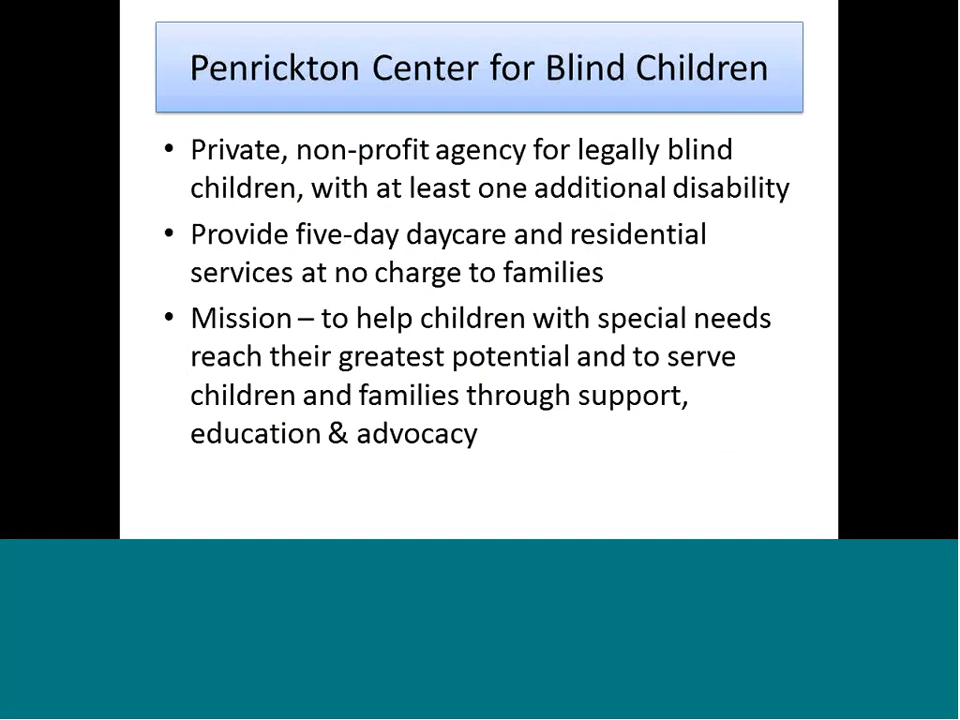 Penrickton Center for Blind Children
• Private, non-profit agency for legally blind
children, with at least one additional disability
• Provide five-day daycare and residential
services at no charge to families
• Mission – to help children with special needs
reach their greatest potential and to serve
children and families through support,
education & advocacy